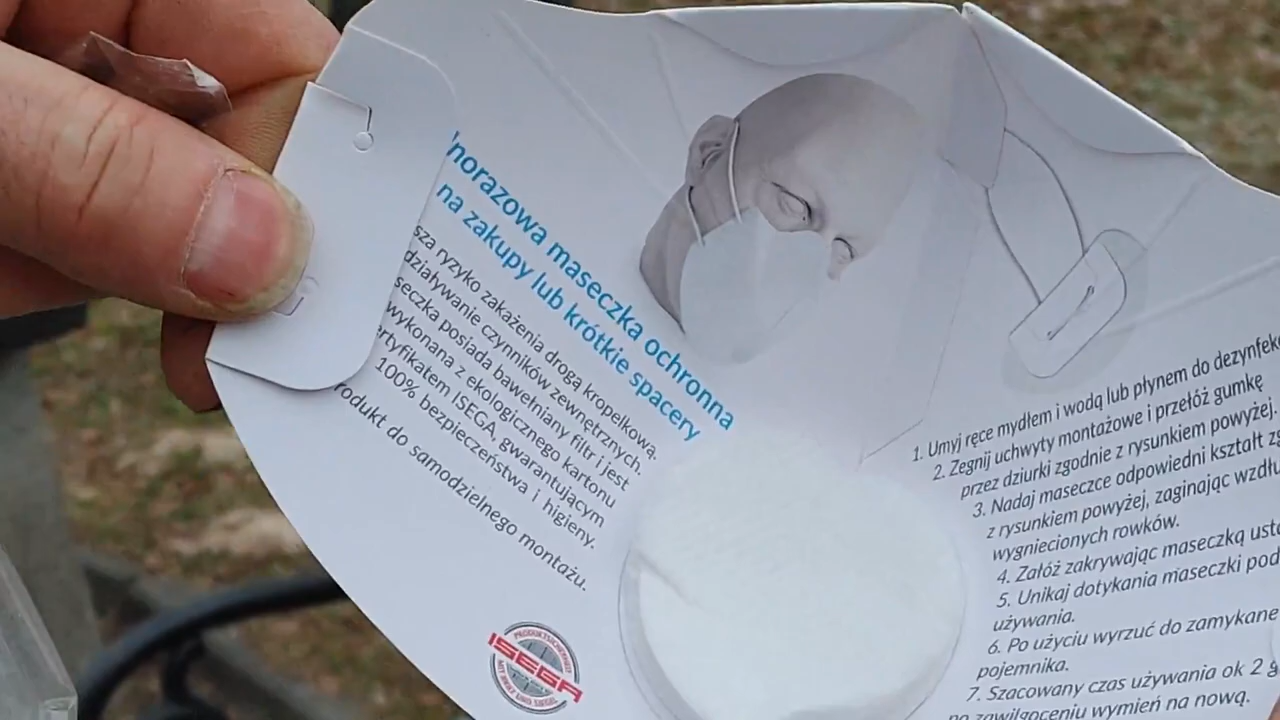 norazowa maseczka ochronna
na zakupy lub krótkie spacery
sza ryzyko zakażenia drogą kropelkową.
działywanie czynników zewnętrznych.
seczka posiada bawełniany filtr i jest
wykonana z ekologicznego kartonu
rtyfikatem ISEGA, gwarantującym
100% bezpieczeństwa i higieny.
rodukt do samodzielnego montażu.
PRODUKTSICHERHEIT
ISEGA
1. Umyj ręce mydłem i wodą lub płynem do dezynfek
2. Zegnij uchwyty montażowe i przełóż gumkę
przez dziurki zgodnie z rysunkiem powyżej.
3. Nadaj maseczce odpowiedni kształt zg
z rysunkiem powyżej, zaginając wzdłu
wygniecionych rowków.
4. Załóż zakrywając maseczką usta
5. Unikaj dotykania maseczki pod
używania.
6. Po użyciu wyrzuć do zamykane
pojemnika.
7. Szacowany czas używania ok 2 g
po zawilgoceniu wymień na nową.